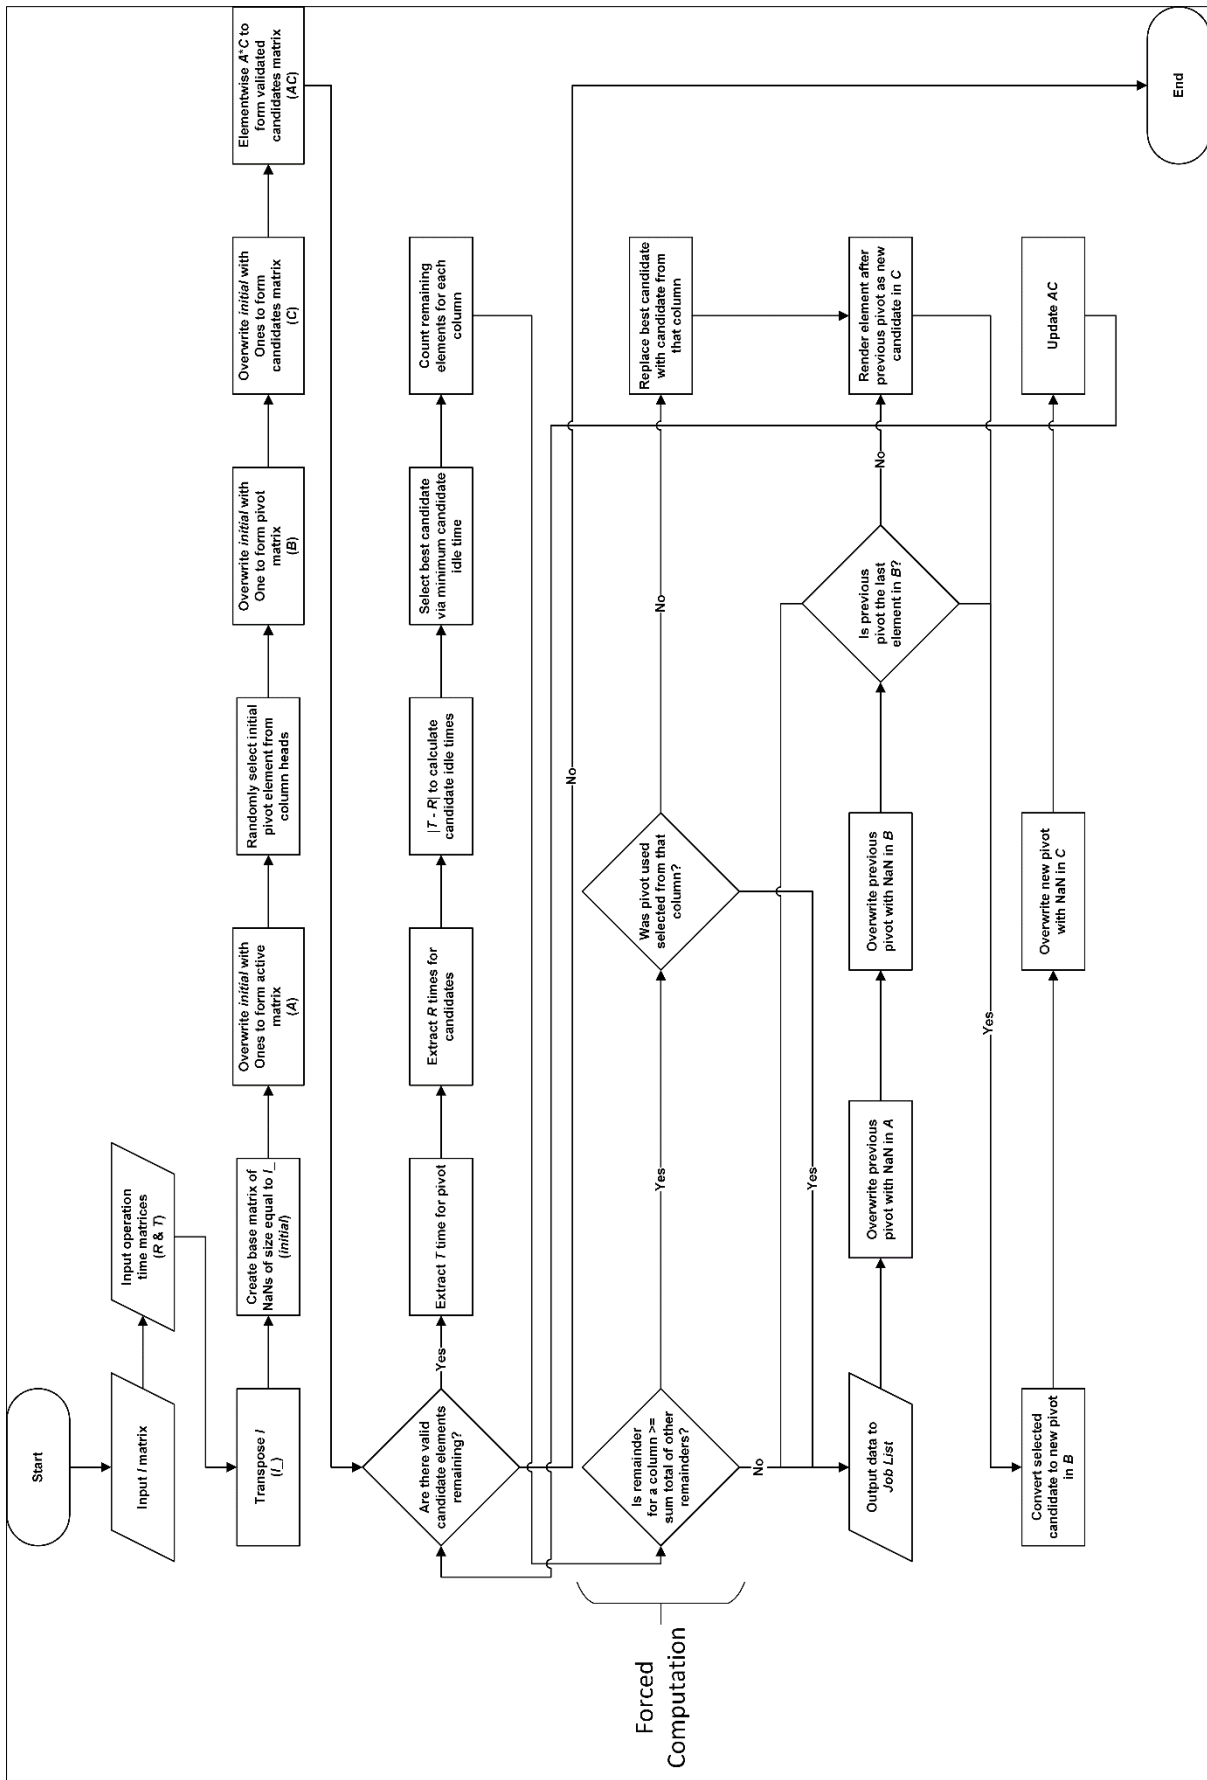 Start
Input I matrix
Input operation
time matrices
(R & T)
Transpose I
(I_)
Create base matrix of
NaNs of size equal to I_
(initial)
Overwrite initial with
Ones to form active
matrix
(A)
Randomly select initial
pivot element from
column heads
Overwrite initial with
One to form pivot
matrix
(B)
Overwrite initial with
Ones to form
candidates matrix
(C)
Elementwise A*C to
form validated
candidates matrix
(AC)
Are there valid
candidate elements
remaining?
Yes
No
Extract T time for pivot
Extract R times for
candidates
|T - R| to calculate
candidate idle times
Select best candidate
via minimum candidate
idle time
Count remaining
elements for each
column
Forced
Computation
Is remainder
for a column >=
sum total of other
remainders?
Yes
No
Was pivot used
selected from that
column?
No
Yes
Replace best candidate
with candidate from
that column
Output data to
Job List
Overwrite previous
pivot with NaN in A
Overwrite previous
pivot with NaN in B
Is previous
pivot the last
element in B?
No
Yes
Render element after
previous pivot as new
candidate in C
Convert selected
candidate to new pivot
in B
Overwrite new pivot
with NaN in C
Update AC
End